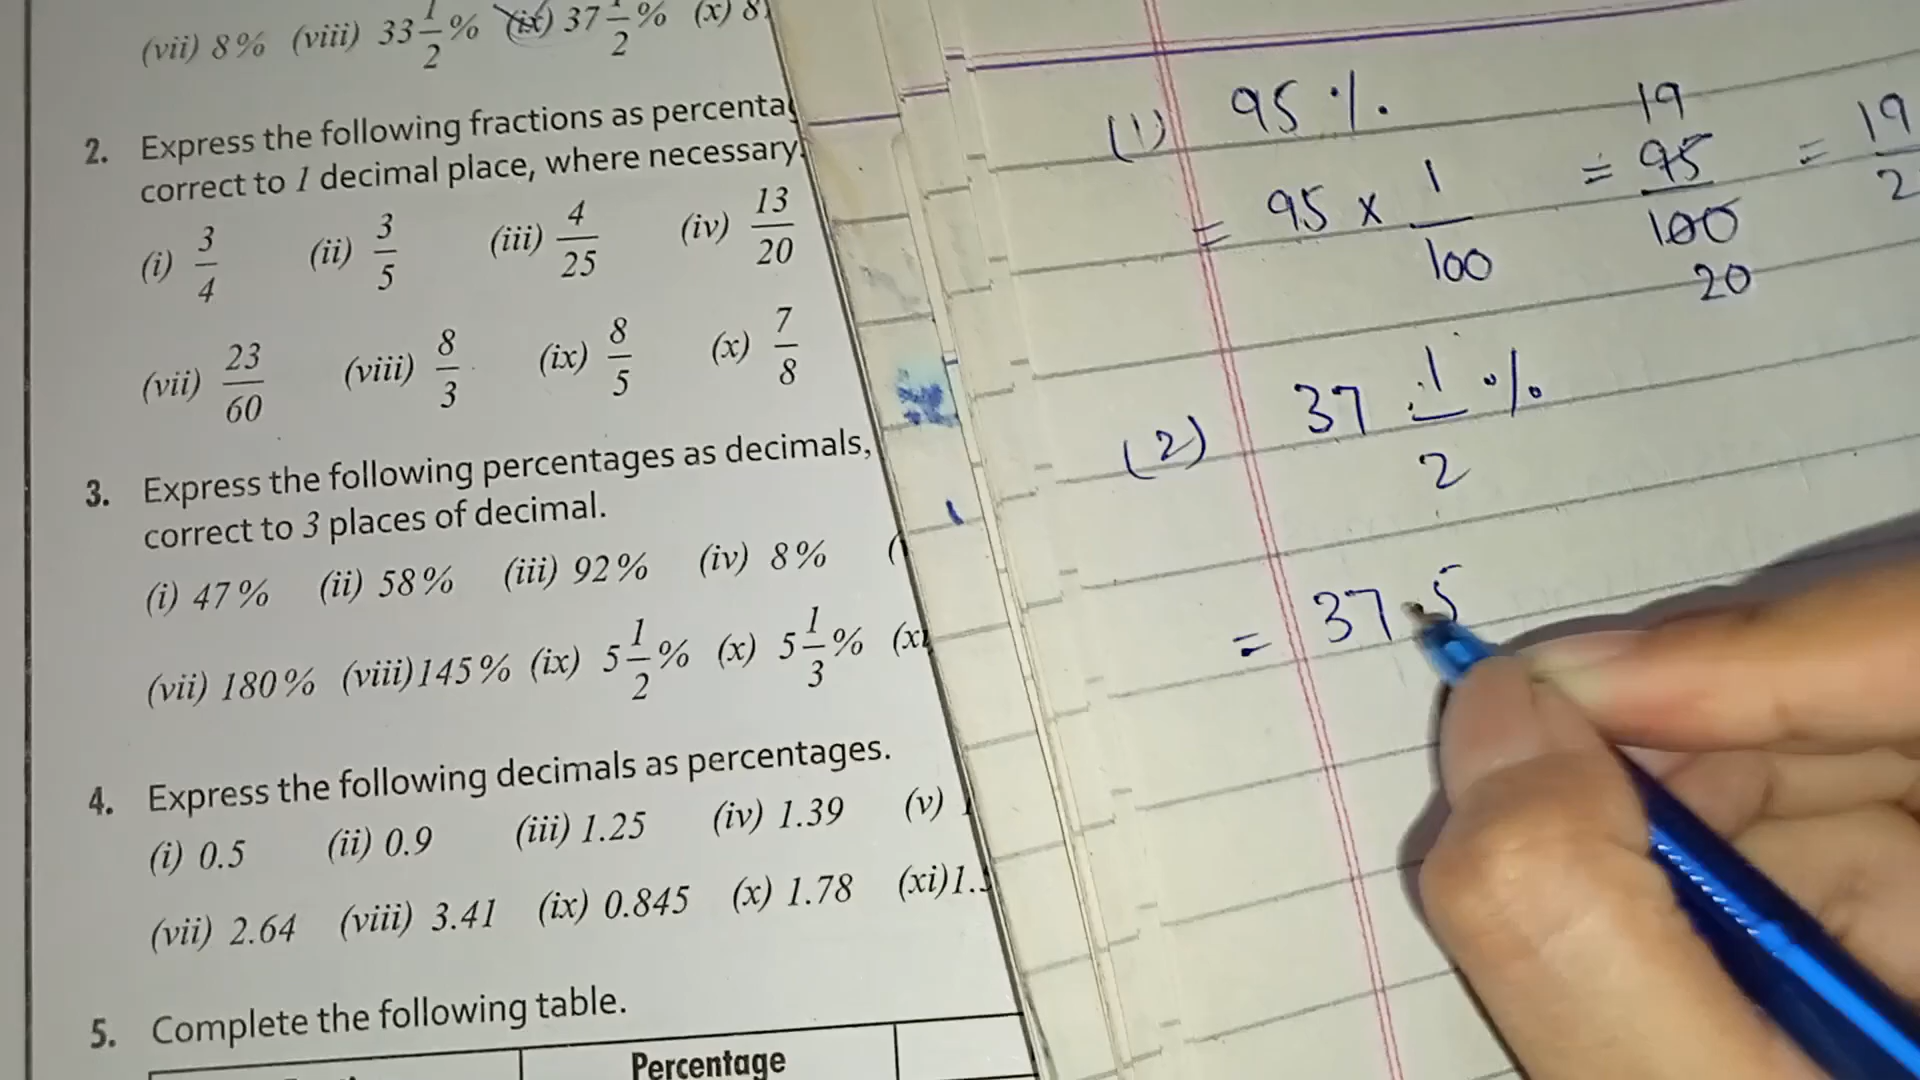 (vii) 8% (viii) 33 1/2 % (ix) 37 1/2 % (x) 8
2. Express the following fractions as percentag
correct to 1 decimal place, where necessary.
(i) 3/4 (ii) 3/5 (iii) 4/25 (iv) 13/20
(vii) 23/60 (viii) 8/3 (ix) 8/5 (x) 7/8
3. Express the following percentages as decimals,
correct to 3 places of decimal.
(i) 47% (ii) 58% (iii) 92% (iv) 8% (
(vii) 180% (viii) 145% (ix) 5 1/2 % (x) 5 1/3 % (xi
4. Express the following decimals as percentages.
(i) 0.5 (ii) 0.9 (iii) 1.25 (iv) 1.39 (v) 1
(vii) 2.64 (viii) 3.41 (ix) 0.845 (x) 1.78 (xi) 1.
5. Complete the following table.
Percentage
(1) 95 %
= 95 x 1/100 = 19 95/100 20 = 19/2
(2) 37 1/2 %
= 37.5